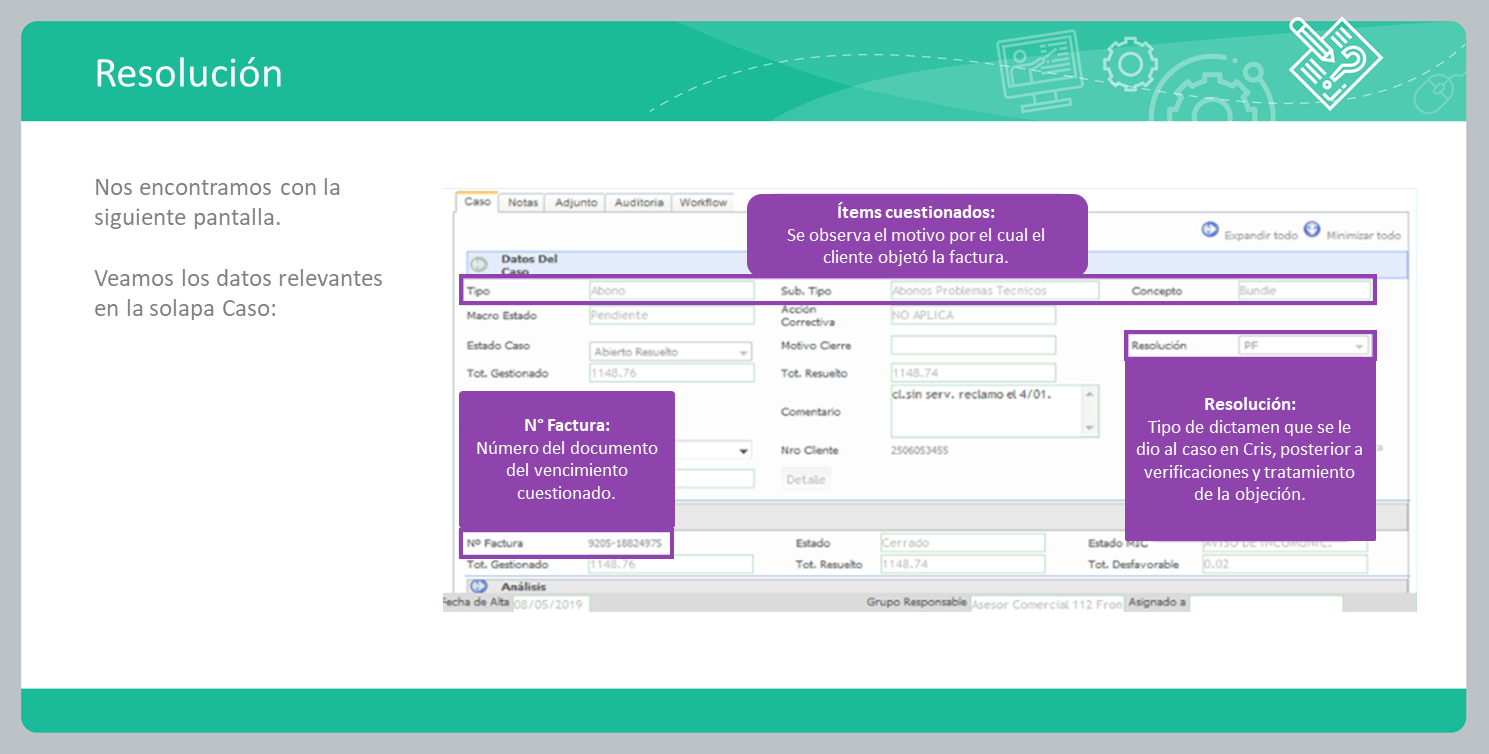 Resolución
Nos encontramos con la
siguiente pantalla.
Veamos los datos relevantes
en la solapa Caso:
Caso Notas Adjunto Auditoria Workflow
Ítems cuestionados:
Se observa el motivo por el cual el
cliente objetó la factura.
Expandir todo Minimizar todo
Datos Del
Caso
Tipo Abono Sub. Tipo Abonos Problemas Tecnicos Concepto Bundle
Macro Estado Pendiente Acción
Correctiva NO APLICA
Estado Caso Abierto Resuelto Motivo Cierre Resolución PF
Tot. Gestionado 1148.76 Tot. Resuelto 1148.74
Comentario cl.sin serv. reclamo el 4/01.
N° Factura:
Número del documento
del vencimiento
cuestionado.
Resolución:
Tipo de dictamen que se le
dio al caso en Cris, posterior a
verificaciones y tratamiento
de la objeción.
Nro Cliente 2506053455
Detalle
Nº Factura 9205-18824975 Estado Cerrado Estado MIC AVISO DE INCOMUNIC.
Tot. Gestionado 1148.76 Tot. Resuelto 1148.74 Tot. Desfavorable 0.02
Análisis
Fecha de Alta 08/05/2019 Grupo Responsable Asesor Comercial 112 Fron Asignado a